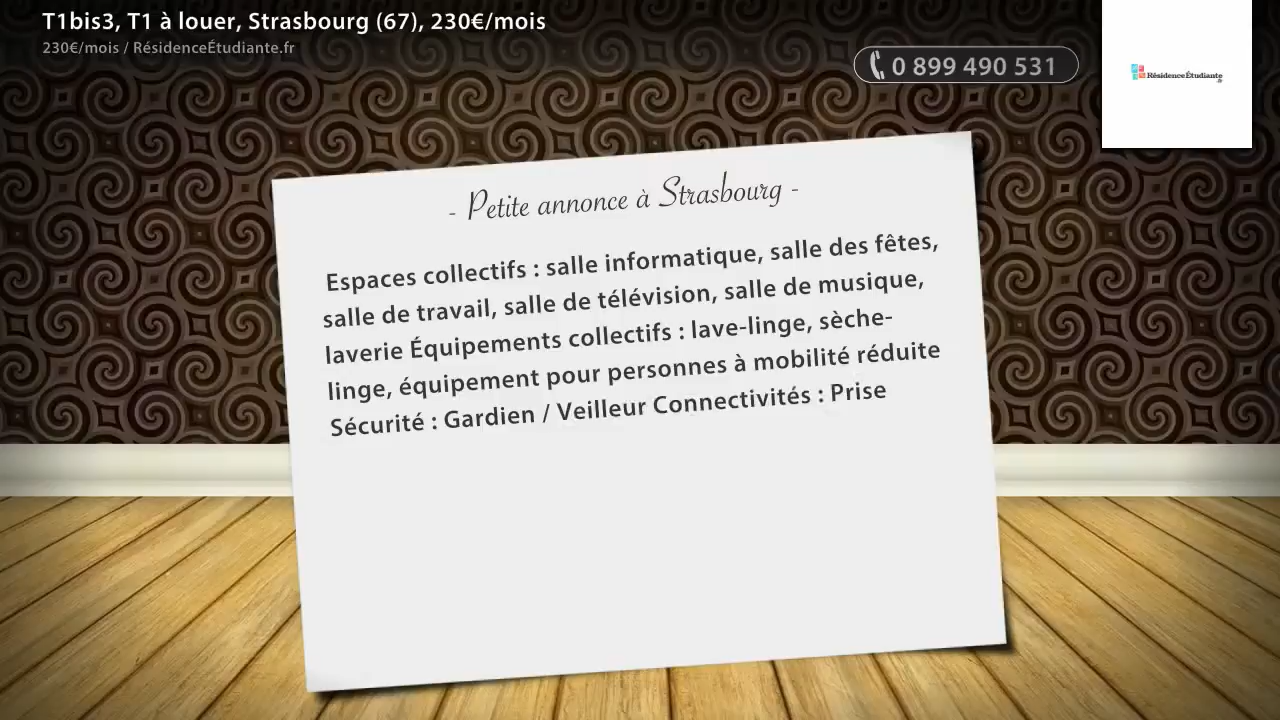 T1bis3, T1 à louer, Strasbourg (67), 230€/mois
230€/mois / RésidenceÉtudiante.fr
0 899 490 531
RésidenceÉtudiante
.fr
- Petite annonce à Strasbourg -
Espaces collectifs : salle informatique, salle des fêtes,
salle de travail, salle de télévision, salle de musique,
laverie Équipements collectifs : lave-linge, sèche-
linge, équipement pour personnes à mobilité réduite
Sécurité : Gardien / Veilleur Connectivités : Prise